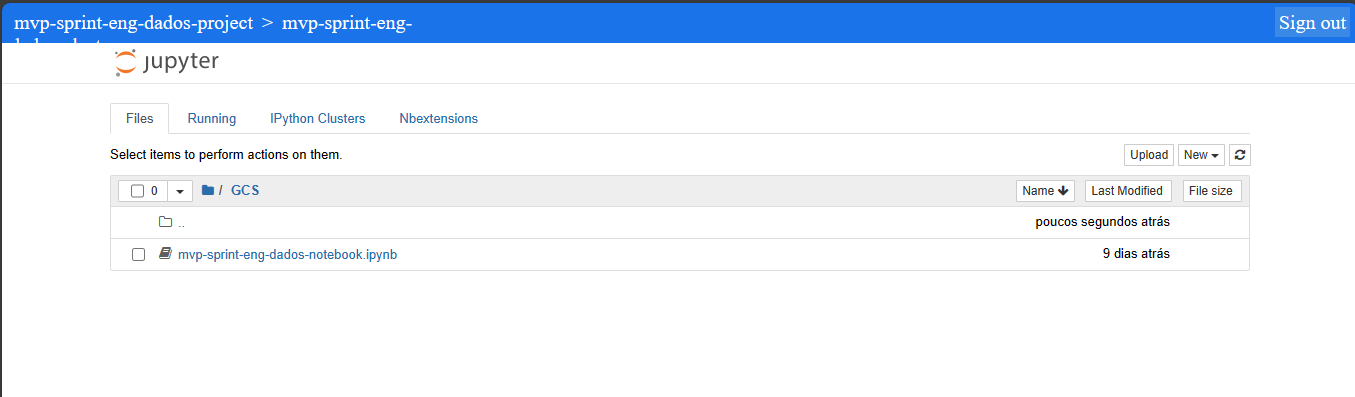 mvp-sprint-eng-dados-project > mvp-sprint-eng-
Sign out
jupyter
Files Running IPython Clusters Nbextensions
Select items to perform actions on them.
Upload New
0 / GCS Name Last Modified File size
.. poucos segundos atrás
mvp-sprint-eng-dados-notebook.ipynb 9 dias atrás